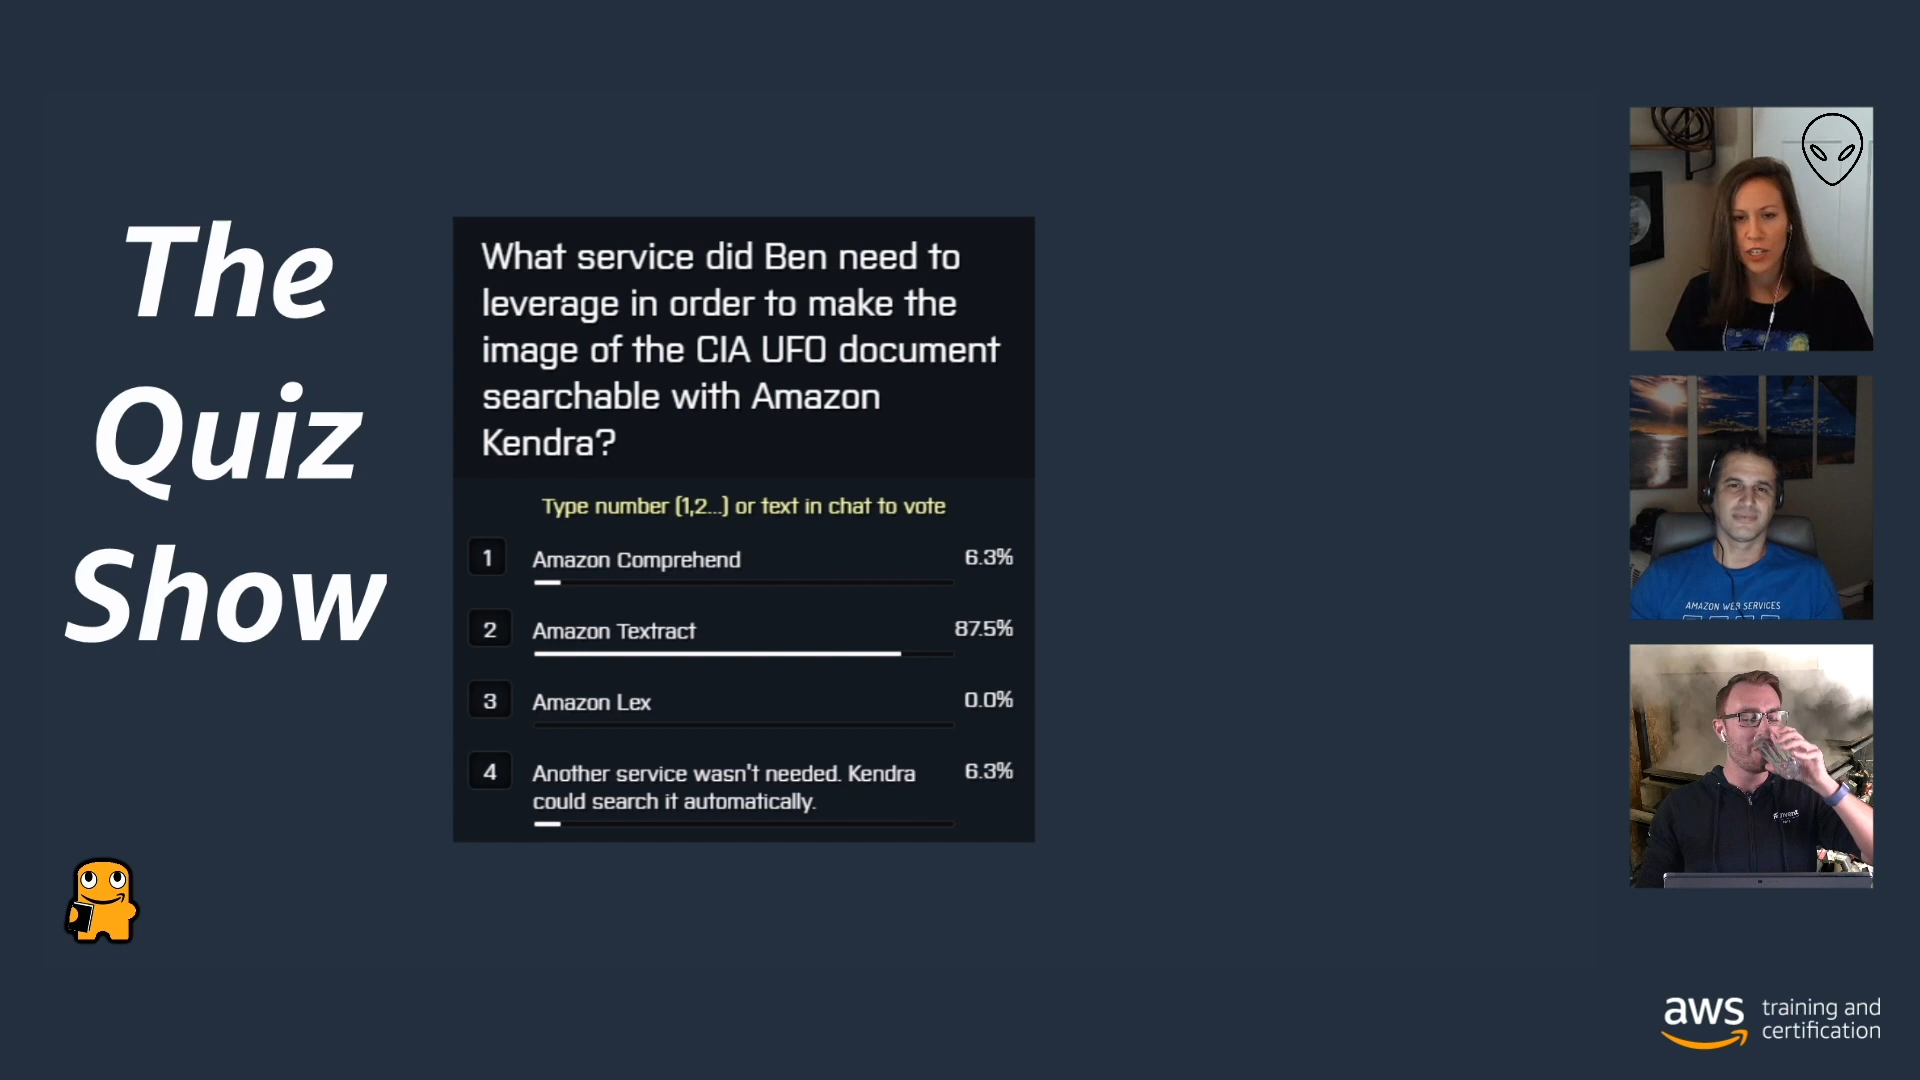 The
Quiz
Show
What service did Ben need to
leverage in order to make the
image of the CIA UFO document
searchable with Amazon
Kendra?
Type number (1,2...) or text in chat to vote
1 Amazon Comprehend 6.3%
2 Amazon Textract 87.5%
3 Amazon Lex 0.0%
4 Another service wasn't needed. Kendra 6.3%
could search it automatically.
AMAZON WEB SERVICES
aws training and
certification